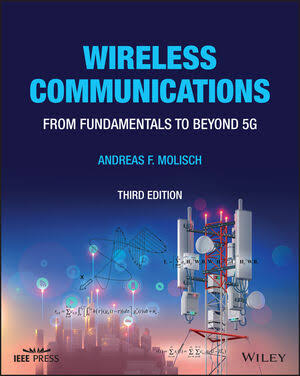 WIRELESS
COMMUNICATIONS
FROM FUNDAMENTALS TO BEYOND 5G
ANDREAS F. MOLISCH
THIRD EDITION
IEEE PRESS
WILEY